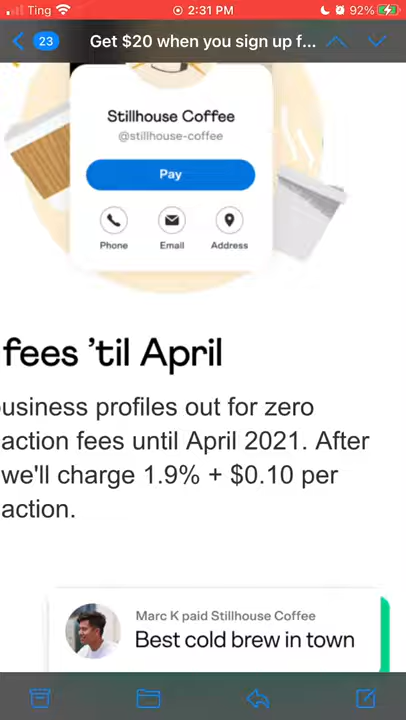 Ting 2:31 PM 92%
23 Get $20 when you sign up f...
Stillhouse Coffee
@stillhouse-coffee
Pay
Phone Email Address
fees ’til April
usiness profiles out for zero
action fees until April 2021. After
we'll charge 1.9% + $0.10 per
action.
Marc K paid Stillhouse Coffee
Best cold brew in town